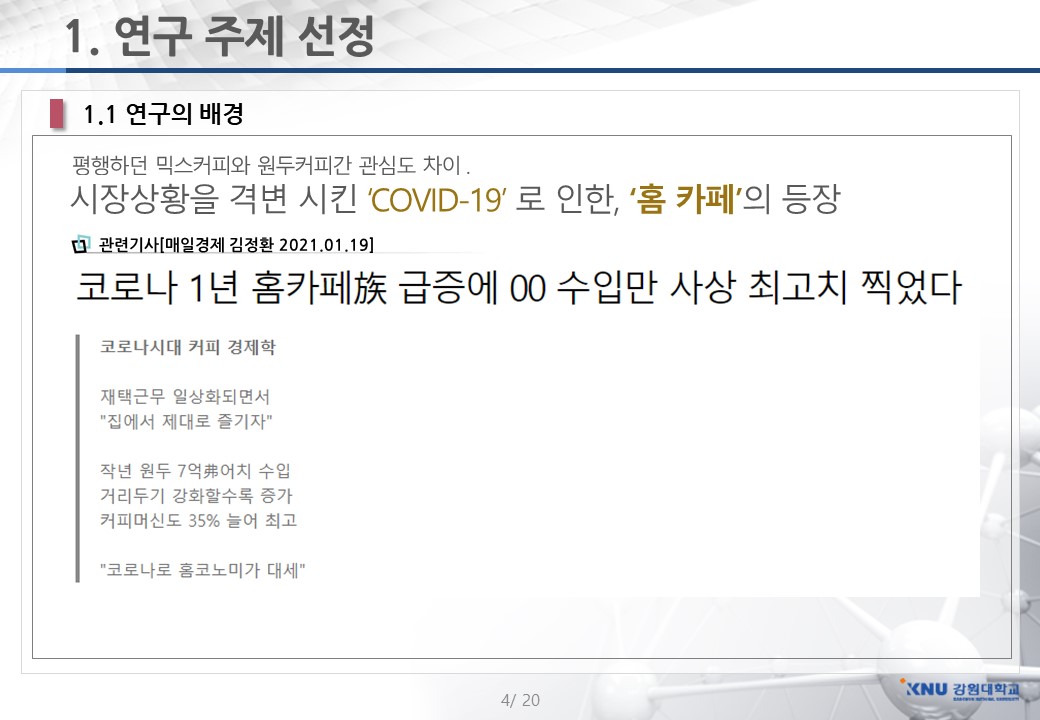 1. 연구 주제 선정
1.1 연구의 배경
평행하던 믹스커피와 원두커피간 관심도 차이 .
시장상황을 격변 시킨 ‘COVID-19’ 로 인한, ‘홈 카페’의 등장
관련기사[매일경제 김정환 2021.01.19]
코로나 1년 홈카페族 급증에 00 수입만 사상 최고치 찍었다
코로나시대 커피 경제학
재택근무 일상화되면서
"집에서 제대로 즐기자"
작년 원두 7억弗어치 수입
거리두기 강화할수록 증가
커피머신도 35% 늘어 최고
"코로나로 홈코노미가 대세"
4/ 20
KNU 강원대학교
KANGWON NATIONAL UNIVERSITY